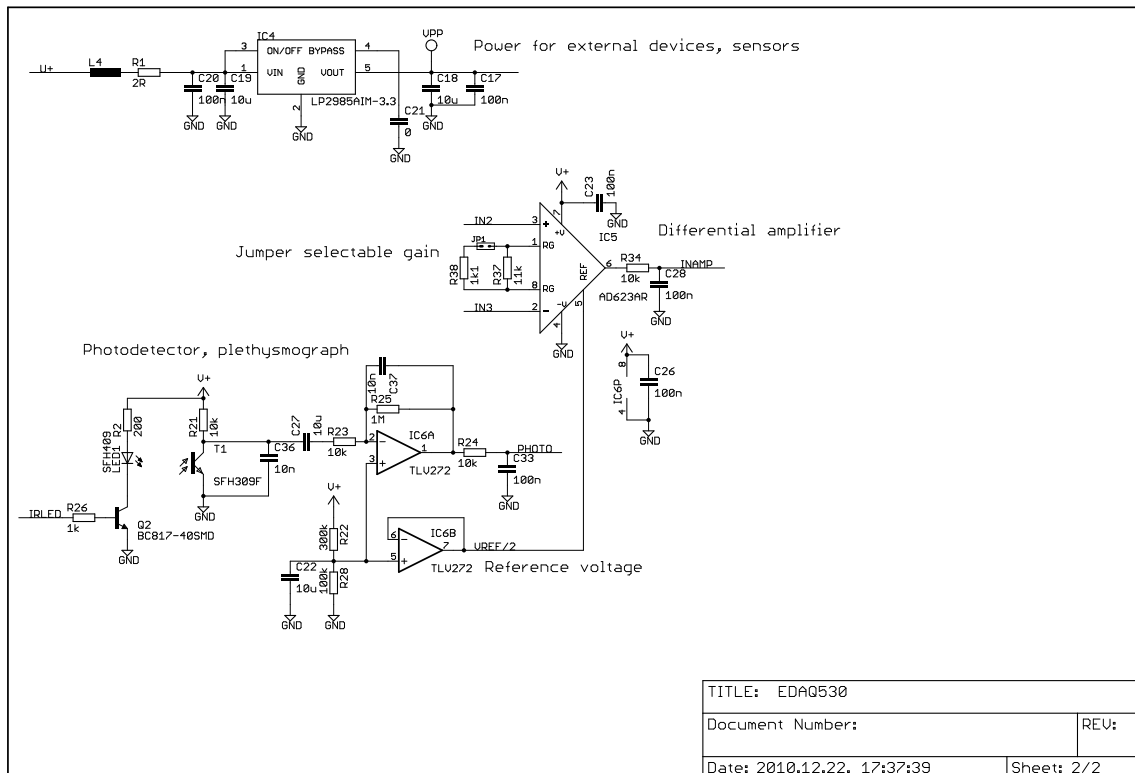 IC4
3 ON/OFF BYPASS 4
1 VIN VOUT 5
GND
2
LP2985AIM-3.3
GND
U+
L4
R1
2R
C20
100n
C19
10u
GND
GND
VPP
C18
10u
C17
100n
GND
C21
0
GND
Power for external devices, sensors
V+
C23
100n
GND
IN2
3
+
7
+V
IC5
Differential amplifier
Jumper selectable gain
JP1
R38
1k1
R37
11k
1 RG
8 RG
IN3
2
-
-V
4
GND
REF
5
6
AD623AR
R34
10k
INAMP
C28
100n
GND
V+
8
IC6P
4
C26
100n
GND
Photodetector, plethysmograph
V+
R2
200
SFH409
LED1
R21
10k
T1
SFH309F
GND
C36
10n
C27
10u
R23
10k
10n
C37
R25
1M
2
3
IC6A
1
TLV272
R24
10k
PHOTO
C33
100n
GND
IRLED
R26
1k
Q2
BC817-40SMD
GND
V+
300k
R22
100k
R28
GND
C22
10u
GND
6
5
IC6B
7
TLV272
VREF/2
Reference voltage
TITLE: EDAQ530
Document Number:
REV:
Date: 2010.12.22. 17:37:39
Sheet: 2/2